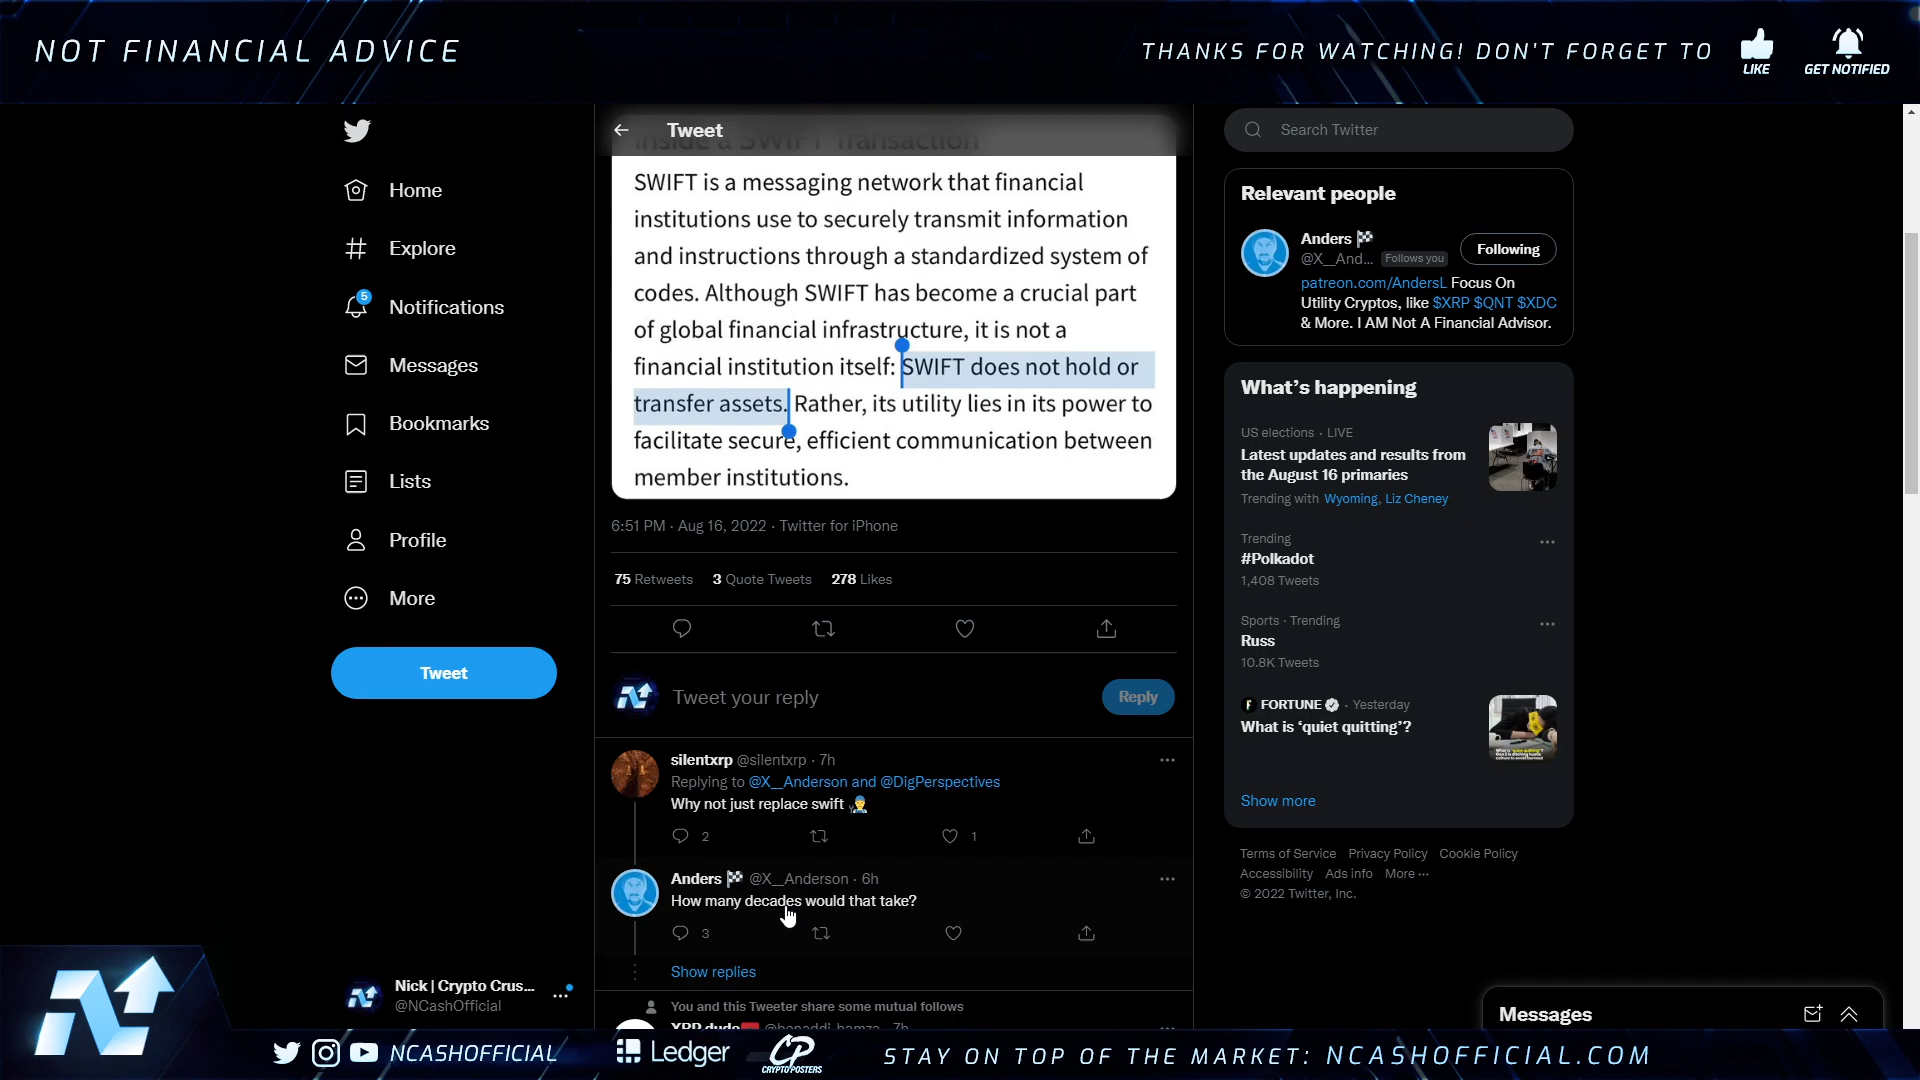 NOT FINANCIAL ADVICE
THANKS FOR WATCHING! DON'T FORGET TO
LIKE
GET NOTIFIED
Home
Explore
5
Notifications
Messages
Bookmarks
Lists
Profile
More
Tweet
Nick | Crypto Crus...
@NCashOfficial
Tweet
Inside a SWIFT Transaction
SWIFT is a messaging network that financial
institutions use to securely transmit information
and instructions through a standardized system of
codes. Although SWIFT has become a crucial part
of global financial infrastructure, it is not a
financial institution itself: SWIFT does not hold or
transfer assets. Rather, its utility lies in its power to
facilitate secure, efficient communication between
member institutions.
6:51 PM · Aug 16, 2022 · Twitter for iPhone
75 Retweets 3 Quote Tweets 278 Likes
Tweet your reply
Reply
silentxrp @silentxrp · 7h
Replying to @X__Anderson and @DigPerspectives
Why not just replace swift
2
1
Anders @X__Anderson · 6h
How many decades would that take?
3
Show replies
You and this Tweeter share some mutual follows
XRP dude @benaddi_hamza · 7h
Search Twitter
Relevant people
Anders
@X__And... Follows you
Following
patreon.com/AndersL Focus On
Utility Cryptos, like $XRP $QNT $XDC
& More. I AM Not A Financial Advisor.
What's happening
US elections · LIVE
Latest updates and results from
the August 16 primaries
Trending with Wyoming, Liz Cheney
Trending
#Polkadot
1,408 Tweets
Sports · Trending
Russ
10.8K Tweets
F FORTUNE · Yesterday
What is 'quiet quitting'?
Show more
Terms of Service Privacy Policy Cookie Policy
Accessibility Ads info More ...
© 2022 Twitter, Inc.
Messages
NCASHOFFICIAL
Ledger
CP
CRYPTOPOSTERS
STAY ON TOP OF THE MARKET: NCASHOFFICIAL.COM